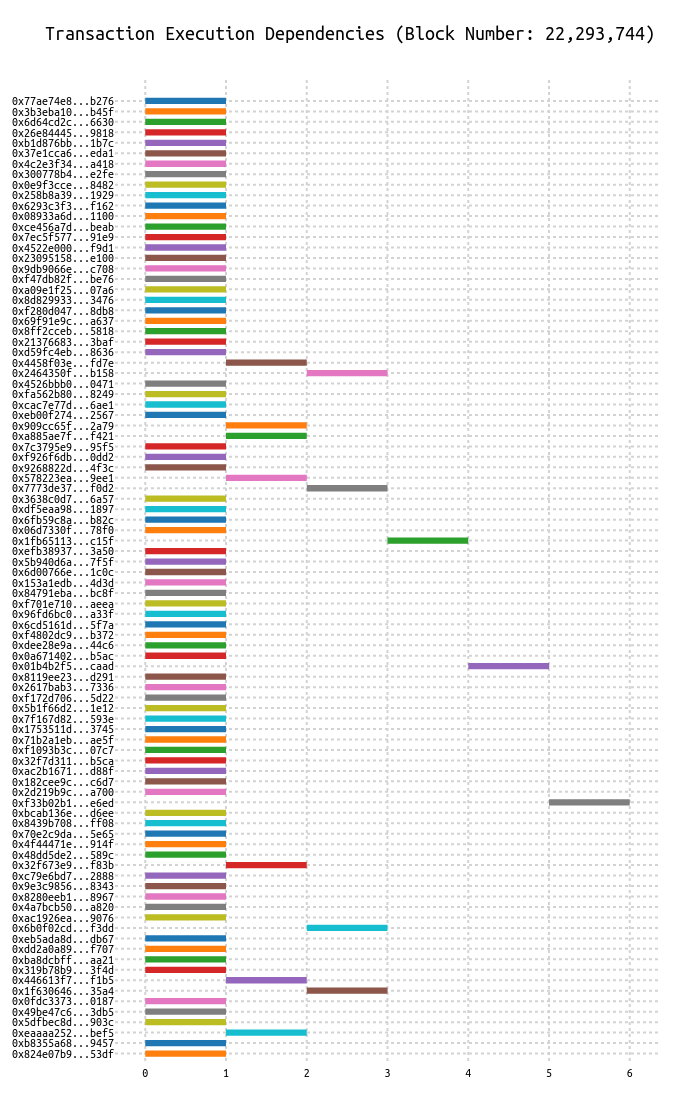 Transaction Execution Dependencies (Block Number: 22,293,744)
0x77ae74e8...b276
0x3b3eba10...b45f
0x6d64cd2c...6630
0x26e84445...9818
0xb1d876bb...1b7c
0x37e1cca6...eda1
0x4c2e3f34...a418
0x300778b4...e2fe
0x0e9f3cce...8482
0x258b8a39...1929
0x6293c3f3...f162
0x08933a6d...1100
0xce456a7d...beab
0x7ec5f577...91e9
0x4522e000...f9d1
0x23095158...e100
0x9db9066e...c708
0xf47db82f...be76
0xa09e1f25...07a6
0x8d829933...3476
0xf280d047...8db8
0x69f91e9c...a637
0x8ff2cceb...5818
0x21376683...3baf
0xd59fc4eb...8636
0x4458f03e...fd7e
0x2464350f...b158
0x4526bbb0...0471
0xfa562b80...8249
0xcac7e77d...6ae1
0xeb00f274...2567
0x909cc65f...2a79
0xa885ae7f...f421
0x7c3795e9...95f5
0xf926f6db...0dd2
0x9268822d...4f3c
0x578223ea...9ee1
0x7773de37...f0d2
0x3638c0d7...6a57
0xdf5eaa98...1897
0x6fb59c8a...b82c
0x06d7330f...78f0
0x1fb65113...c15f
0xefb38937...3a50
0x5b940d6a...7f5f
0x6d00766e...1c0c
0x153a1edb...4d3d
0x84791eba...bc8f
0xf701e710...aeea
0x96fd6bc0...a33f
0x6cd5161d...5f7a
0xf4802dc9...b372
0xdee28e9a...44c6
0x0a671402...b5ac
0x01b4b2f5...caad
0x8119ee23...d291
0x2617bab3...7336
0xf172d706...5d22
0x5b1f66d2...1e12
0x7f167d82...593e
0x1753511d...3745
0x71b2a1eb...ae5f
0xf1093b3c...07c7
0x32f7d311...b5ca
0xac2b1671...d88f
0x182cee9c...c6d7
0x2d219b9c...a700
0xf33b02b1...e6ed
0xbcab136e...d6ee
0x8439b708...ff08
0x70e2c9da...5e65
0x4f44471e...914f
0x48dd5de2...589c
0x32f673e9...f83b
0xc79e6bd7...2888
0x9e3c9856...8343
0x8280eeb1...8967
0x4a7bcb50...a820
0xac1926ea...9076
0x6b0f02cd...f3dd
0xeb5ada8d...db67
0xdd2a0a89...f707
0xba8dcbff...aa21
0x319b78b9...3f4d
0x446613f7...f1b5
0x1f630646...35a4
0x0fdc3373...0187
0x49be47c6...3db5
0x5dfbec8d...903c
0xeaaaa252...bef5
0xb8355a68...9457
0x824e07b9...53df
0 1 2 3 4 5 6